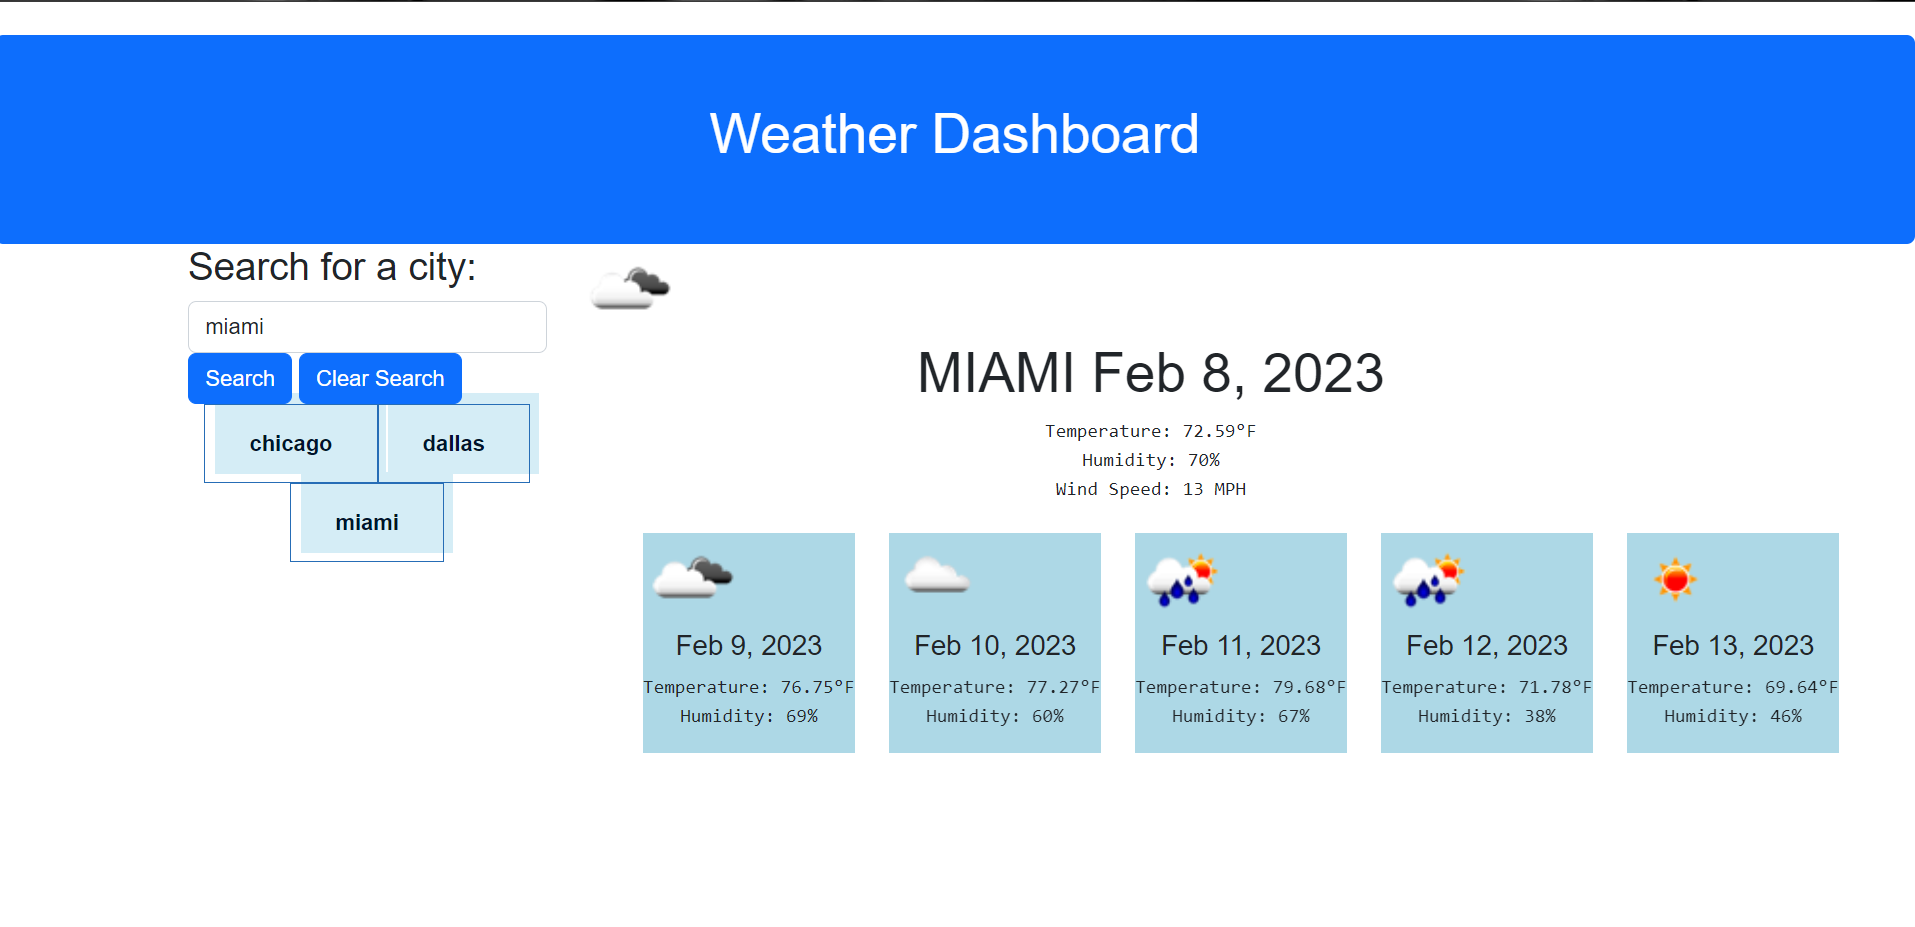 Weather Dashboard
Search for a city:
miami
Search
Clear Search
chicago
dallas
miami
MIAMI Feb 8, 2023
Temperature: 72.59°F
Humidity: 70%
Wind Speed: 13 MPH
Feb 9, 2023
Temperature: 76.75°F
Humidity: 69%
Feb 10, 2023
Temperature: 77.27°F
Humidity: 60%
Feb 11, 2023
Temperature: 79.68°F
Humidity: 67%
Feb 12, 2023
Temperature: 71.78°F
Humidity: 38%
Feb 13, 2023
Temperature: 69.64°F
Humidity: 46%